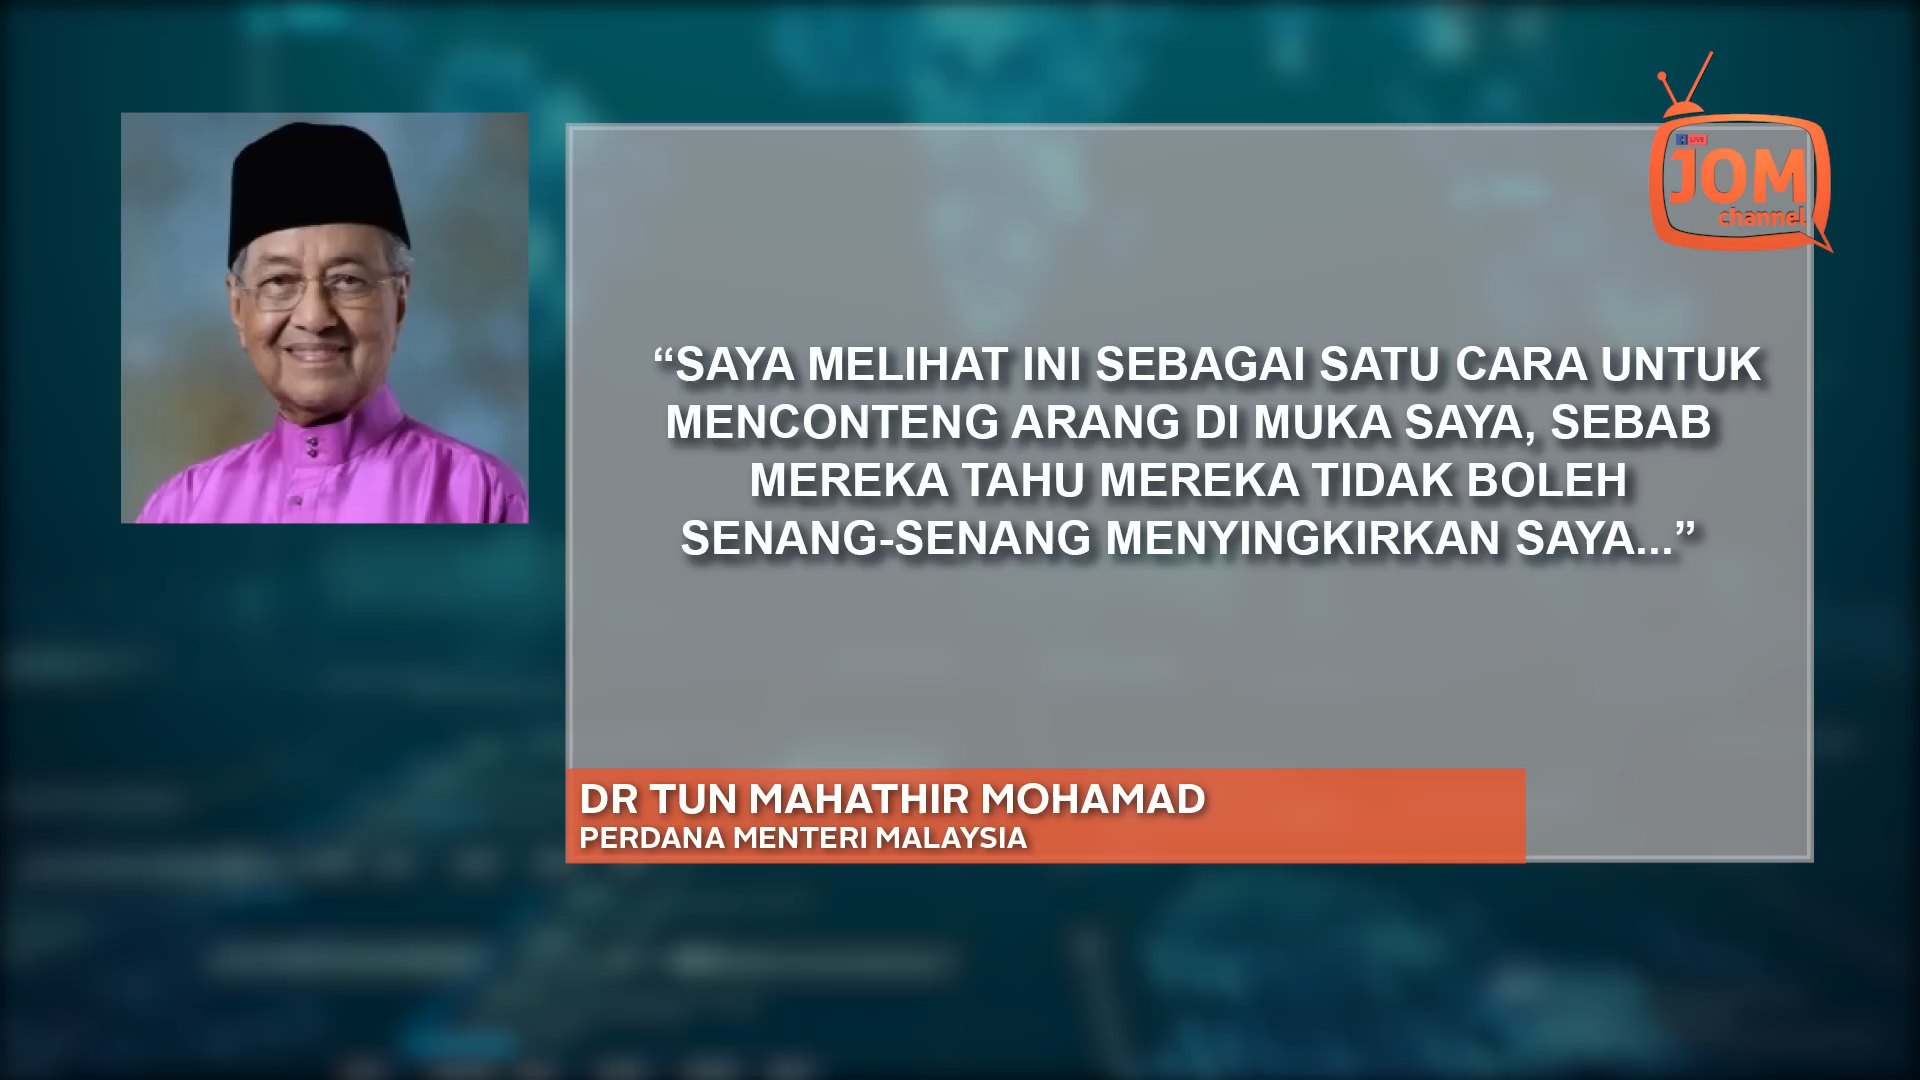 LIVE
JOM
channel
“SAYA MELIHAT INI SEBAGAI SATU CARA UNTUK
MENCONTENG ARANG DI MUKA SAYA, SEBAB
MEREKA TAHU MEREKA TIDAK BOLEH
SENANG-SENANG MENYINGKIRKAN SAYA...”
DR TUN MAHATHIR MOHAMAD
PERDANA MENTERI MALAYSIA